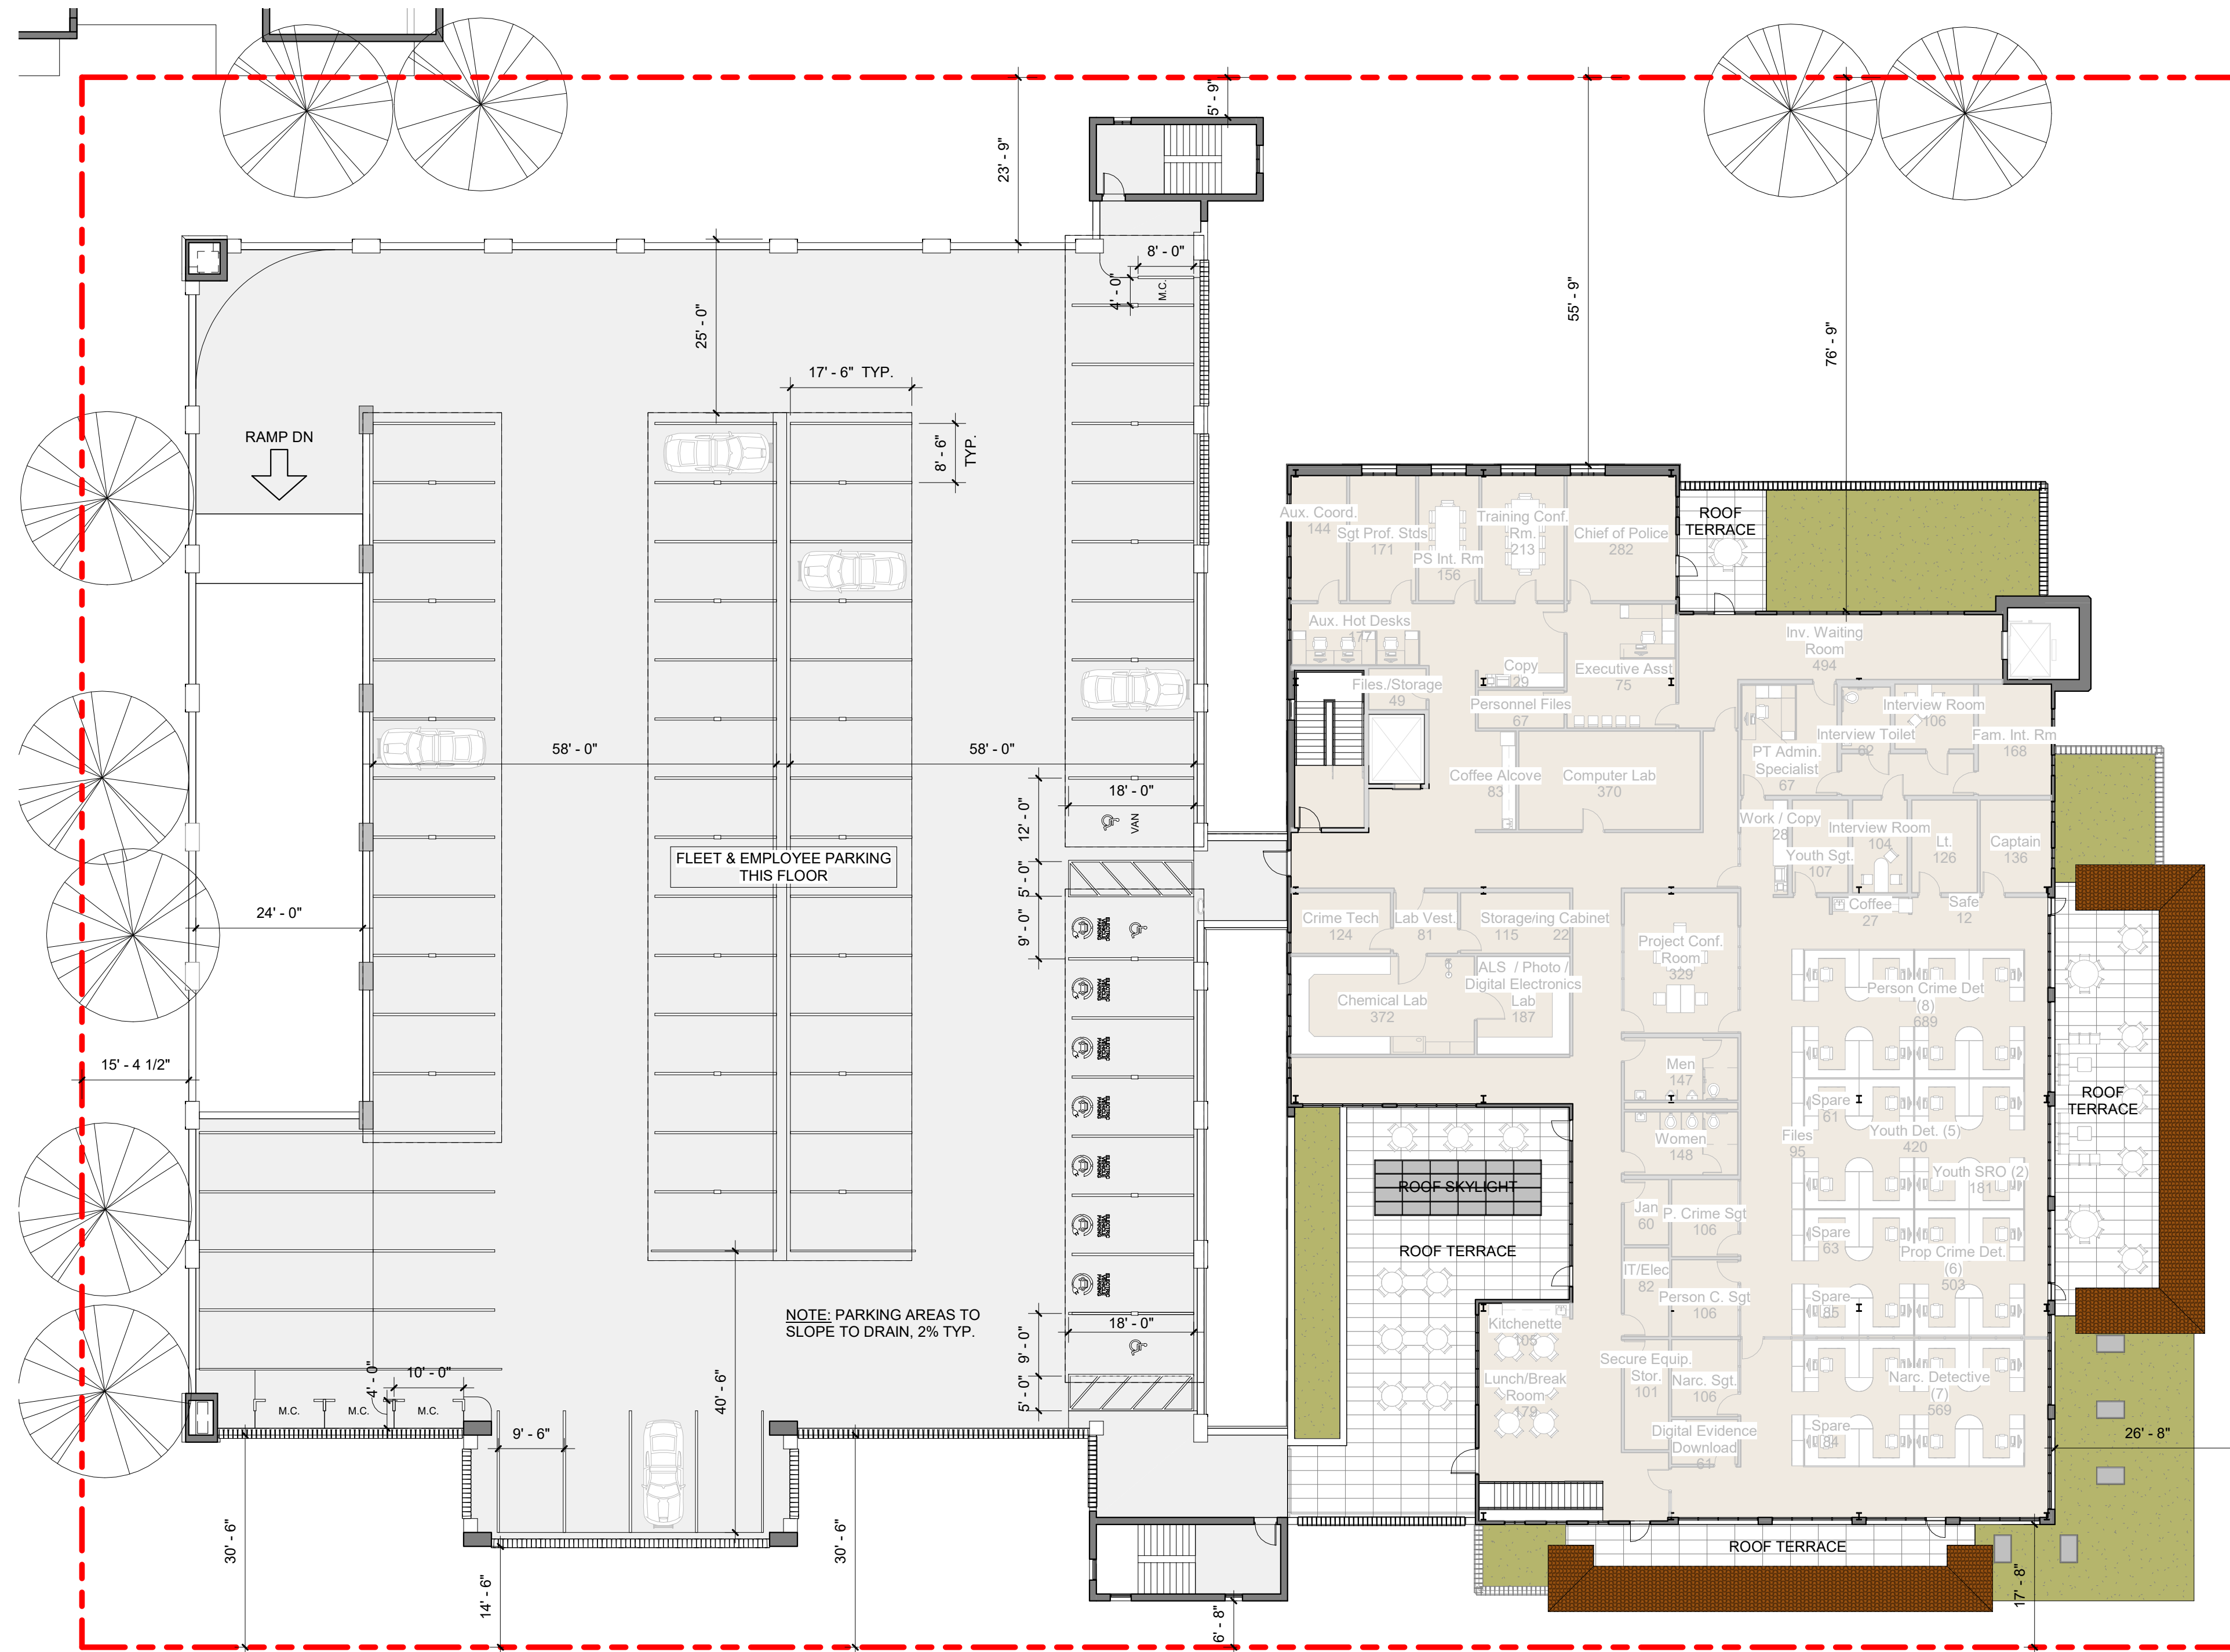 5' - 9"
23' - 9"
8' - 0"
4' - 0"
M.C.
55' - 9"
76' - 9"
25' - 0"
17' - 6" TYP.
8' - 6"
TYP.
RAMP DN
ROOF
TERRACE
Aux. Coord.
144
Sgt Prof. Stds
171
PS Int. Rm
156
Training Conf.
Rm.
213
Chief of Police
282
Aux. Hot Desks
177
Copy
29
Executive Asst
75
Inv. Waiting
Room
494
Files./Storage
49
Personnel Files
67
Interview Room
106
Interview Toilet
62
Fam. Int. Rm
168
PT Admin.
Specialist
67
58' - 0"
58' - 0"
Coffee Alcove
83
Computer Lab
370
18' - 0"
12' - 0"
VAN
Work / Copy
28
Youth Sgt.
107
Interview Room
104
Lt.
126
Captain
136
FLEET & EMPLOYEE PARKING
THIS FLOOR
5' - 0"
9' - 0"
24' - 0"
Crime Tech
124
Lab Vest.
81
Storage/ing Cabinet
115
22
Coffee
27
Safe
12
Project Conf.
Room
329
Chemical Lab
372
ALS / Photo /
Digital Electronics
Lab
187
Person Crime Det
(8)
689
15' - 4 1/2"
Men
147
Spare
61
ROOF
TERRACE
Women
148
Files
95
Youth Det. (5)
420
Youth SRO (2)
181
ROOF SKYLIGHT
Jan
60
P. Crime Sgt
106
Spare
63
Prop Crime Det.
(6)
503
ROOF TERRACE
IT/Elec
82
Person C. Sgt
106
Spare
85
NOTE: PARKING AREAS TO
SLOPE TO DRAIN, 2% TYP.
18' - 0"
9' - 0"
5' - 0"
Kitchenette
105
Lunch/Break
Room
179
Secure Equip.
Stor.
101
Narc. Sgt.
106
Narc. Detective
(7)
569
4' - 0"
10' - 0"
M.C.
M.C.
M.C.
40' - 6"
9' - 6"
Digital Evidence
Download
61
Spare
84
26' - 8"
30' - 6"
14' - 6"
30' - 6"
6' - 8"
ROOF TERRACE
17' - 8"